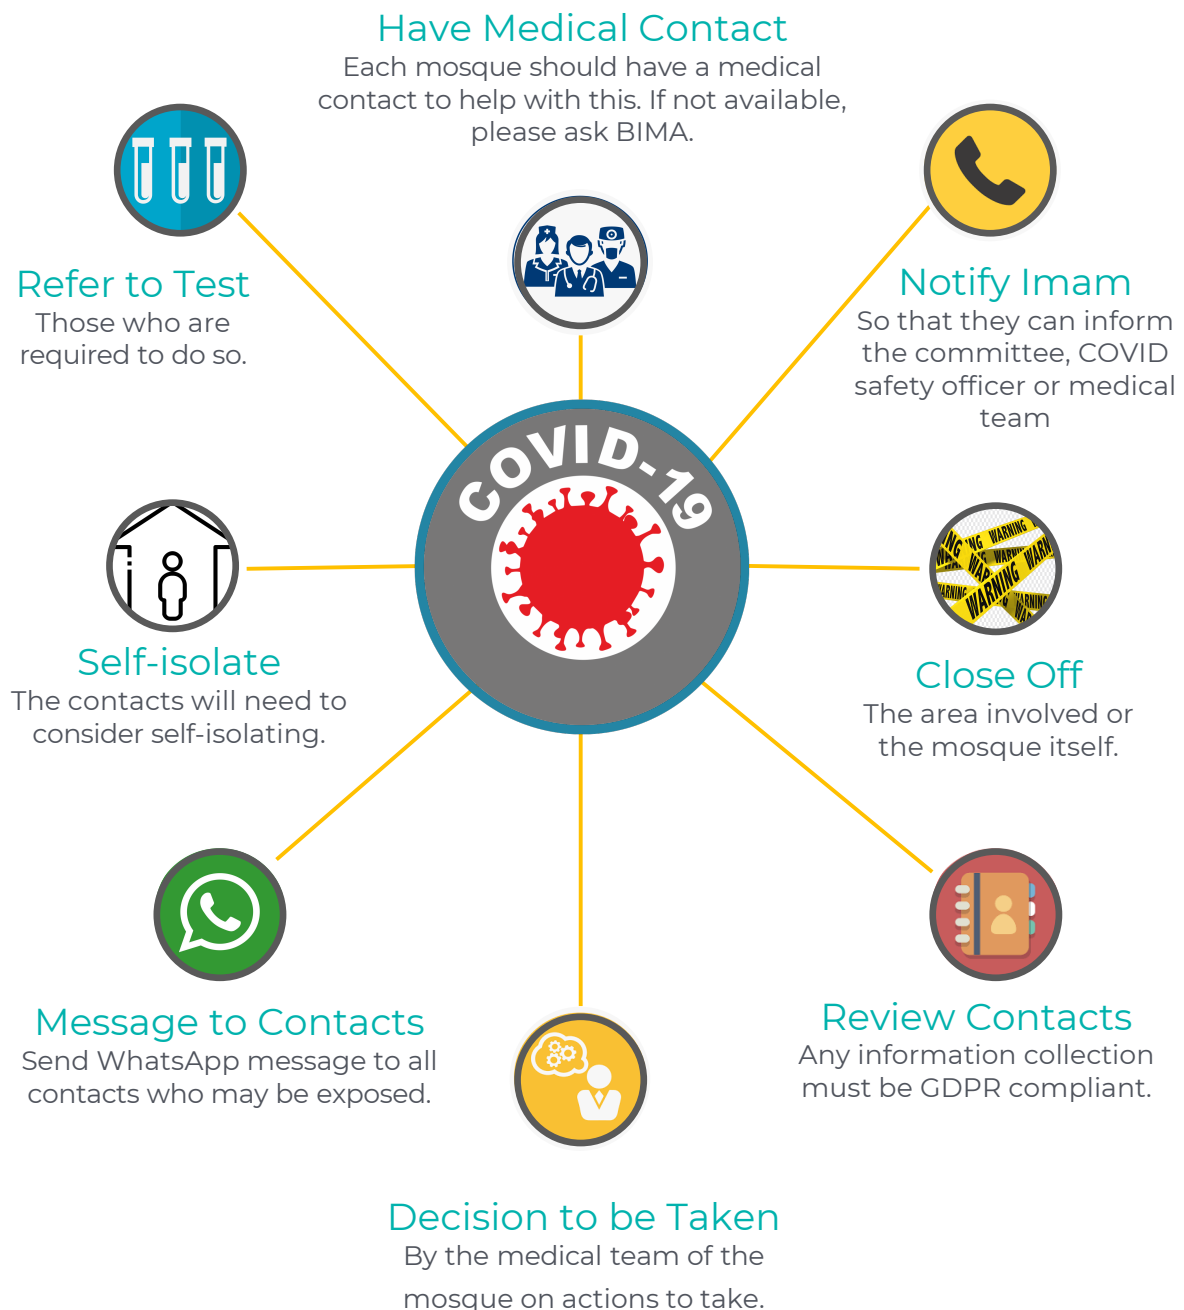 Have Medical Contact
Each mosque should have a medical
contact to help with this. If not available,
please ask BIMA.
Notify Imam
So that they can inform
the committee, COVID
safety officer or medical
team
Close Off
The area involved or
the mosque itself.
Review Contacts
Any information collection
must be GDPR compliant.
Decision to be Taken
By the medical team of the
mosque on actions to take.
Message to Contacts
Send WhatsApp message to all
contacts who may be exposed.
Self-isolate
The contacts will need to
consider self-isolating.
Refer to Test
Those who are
required to do so.
COVID-19
WARNING
WARNING